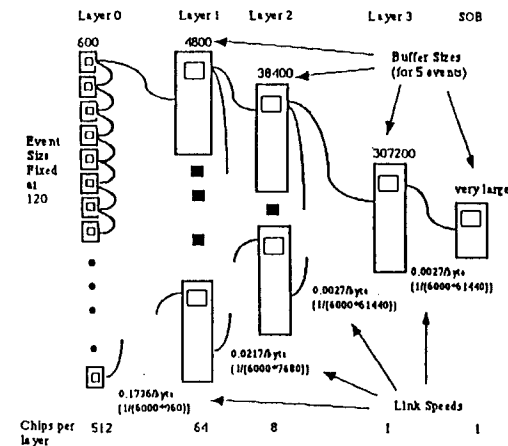 Layer 0 Layer 1 Layer 2 Layer 3 SOB
600 4800
Buffer Sizes
(for 5 events)
38400
Event
Size
Fixed
at
120
307200
very large
0.0027/byte
(1/(6000*61440))
0.0027/byte
(1/(6000*61440))
0.0217/byte
(1/(6000*7680))
0.1736/byte
(1/(6000*960))
Link Speeds
Chips per
layer
512 64 8 1 1